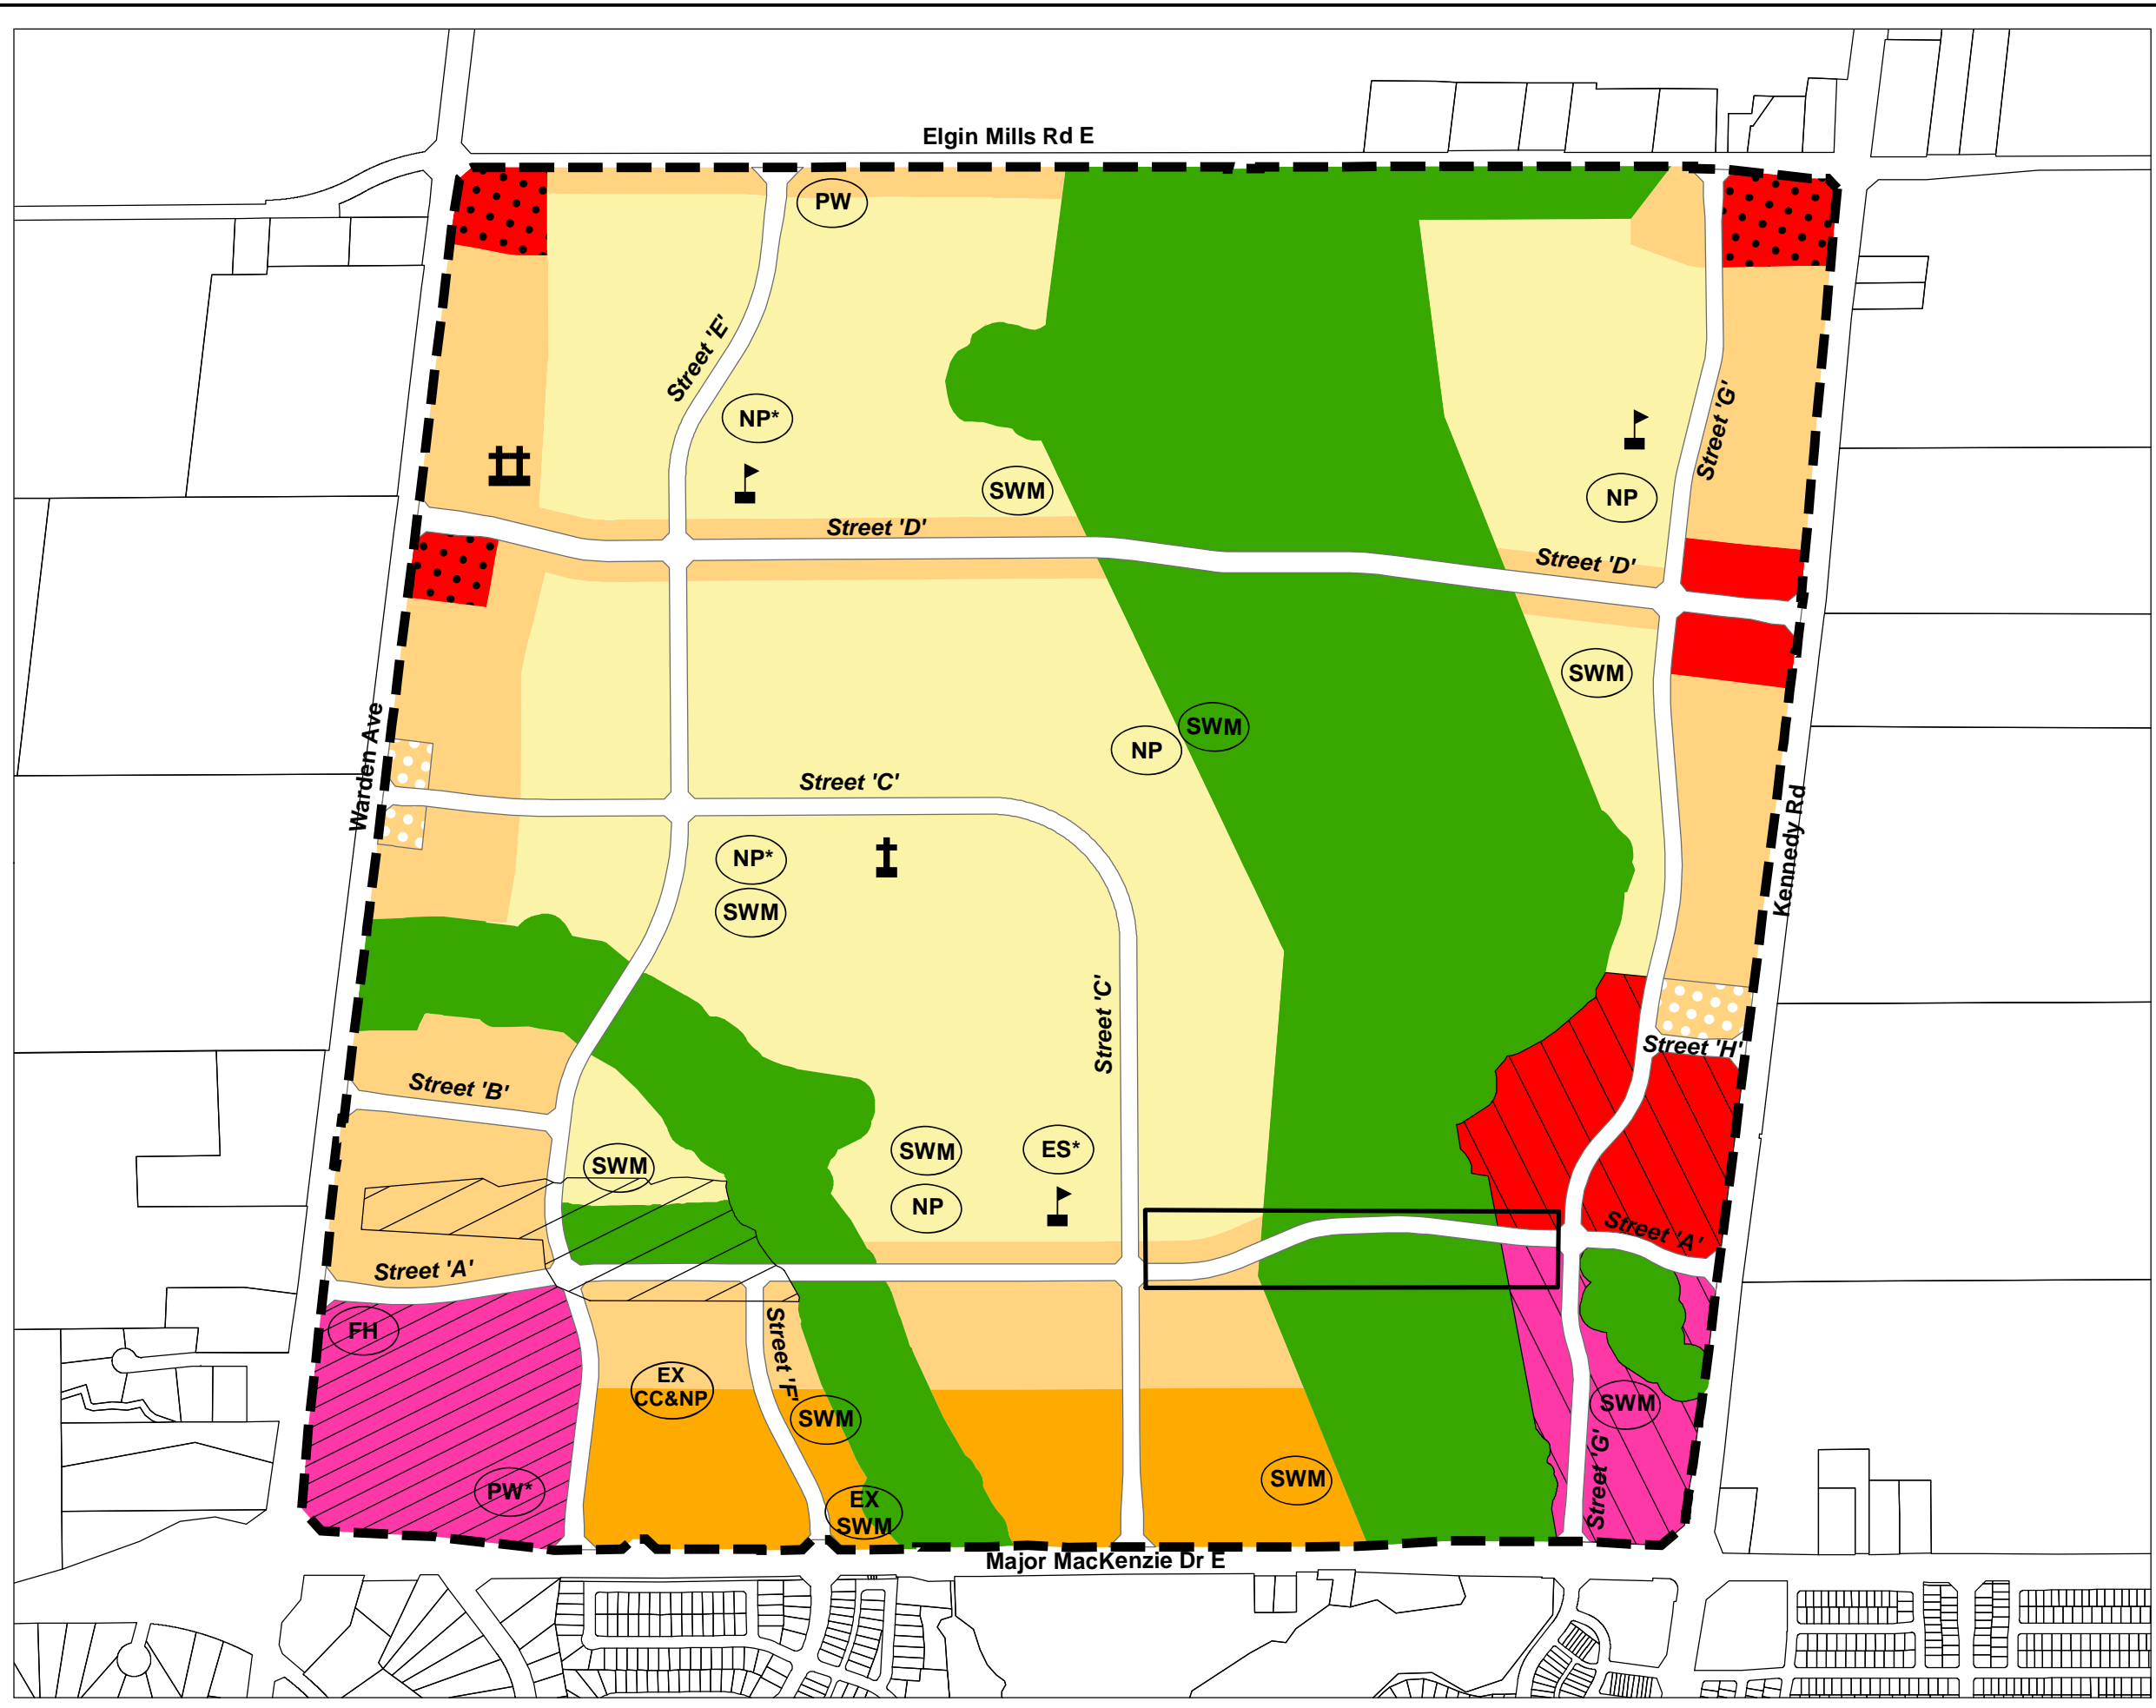 Elgin Mills Rd E
PW
Street 'E'
NP*
Street 'G'
SWM
NP
Street 'D'
Street 'D'
SWM
Warden Ave
SWM
NP
Street 'C'
Kennedy Rd
NP*
SWM
Street 'C'
Street 'H'
Street 'B'
SWM
SWM
ES*
NP
Street 'A'
Street 'A'
FH
Street 'F'
EX
CC&NP
SWM
SWM
Street 'G'
PW*
SWM
EX
SWM
Major MacKenzie Dr E